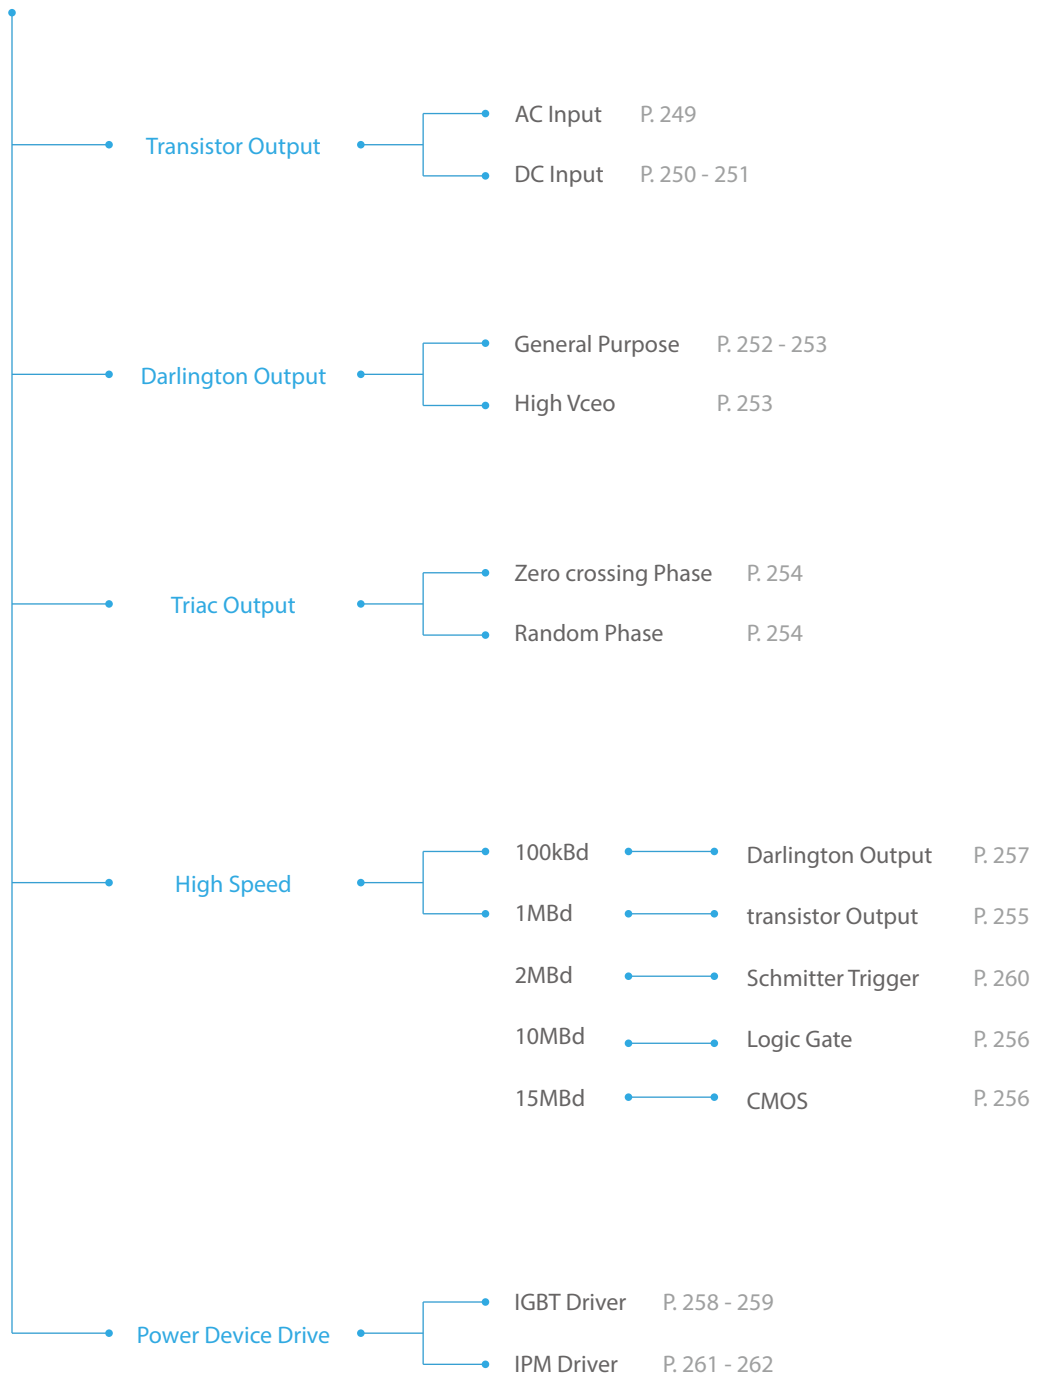 AC Input P. 249
Transistor Output
DC Input P. 250 - 251
General Purpose P. 252 - 253
Darlington Output
High Vceo P. 253
Zero crossing Phase P. 254
Triac Output
Random Phase P. 254
100kBd Darlington Output P. 257
High Speed
1MBd transistor Output P. 255
2MBd Schmitter Trigger P. 260
10MBd Logic Gate P. 256
15MBd CMOS P. 256
IGBT Driver P. 258 - 259
Power Device Drive
IPM Driver P. 261 - 262